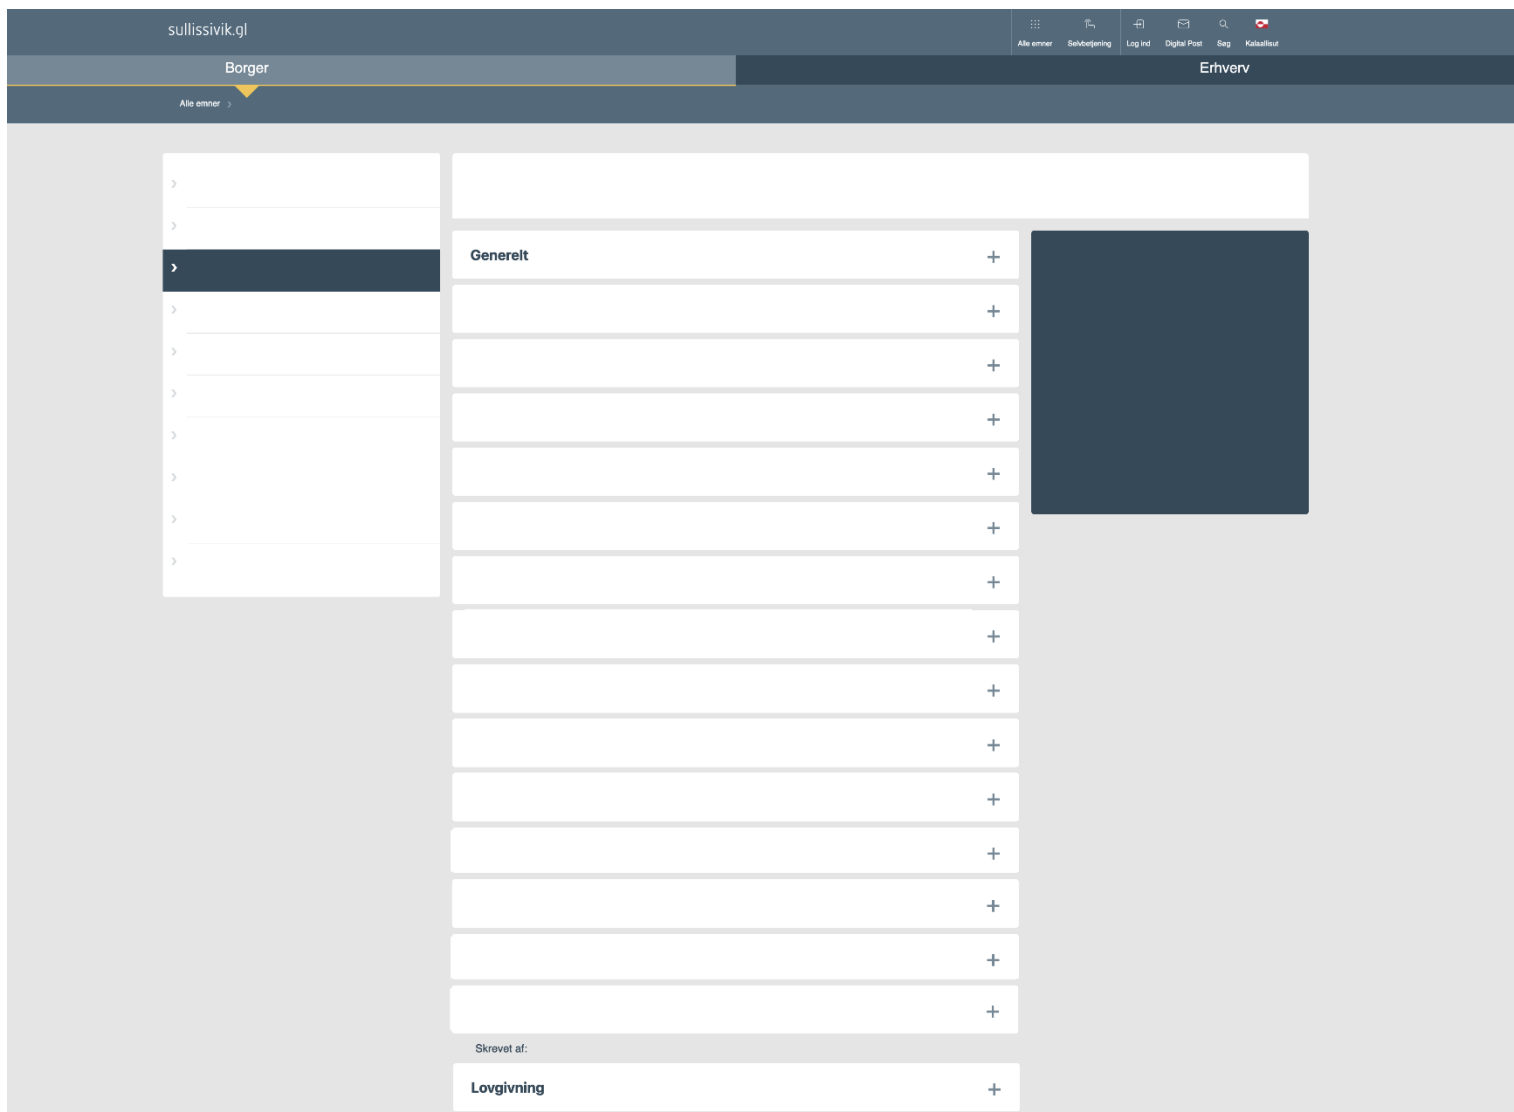 sullissivik.gl
Alle emner Selvbetjening Log ind Digital Post Søg Kalaallisut
Borger Erhverv
Alle emner
Generelt
Skrevet af:
Lovgivning